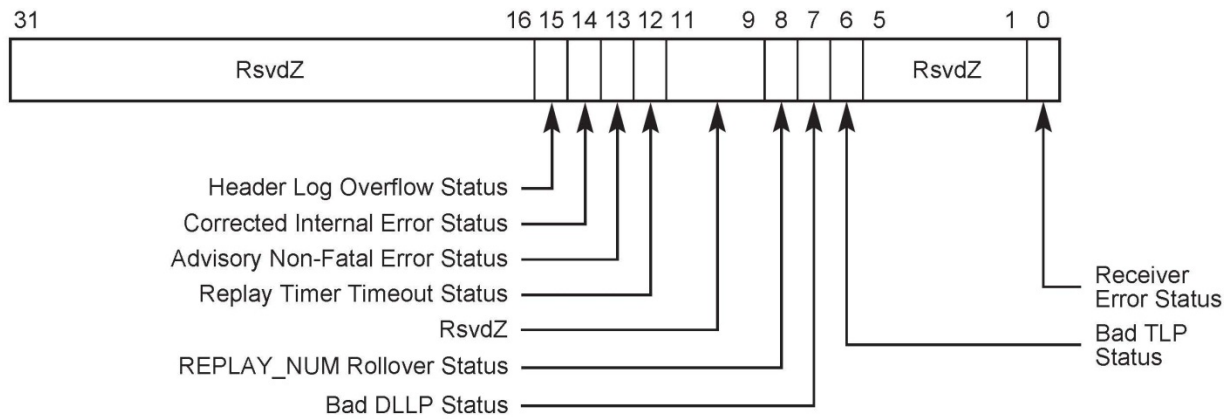 31 16 15 14 13 12 11 9 8 7 6 5 1 0
RsvdZ RsvdZ
Header Log Overflow Status
Corrected Internal Error Status
Advisory Non-Fatal Error Status
Replay Timer Timeout Status
RsvdZ
REPLAY_NUM Rollover Status
Bad DLLP Status
Receiver
Error Status
Bad TLP
Status